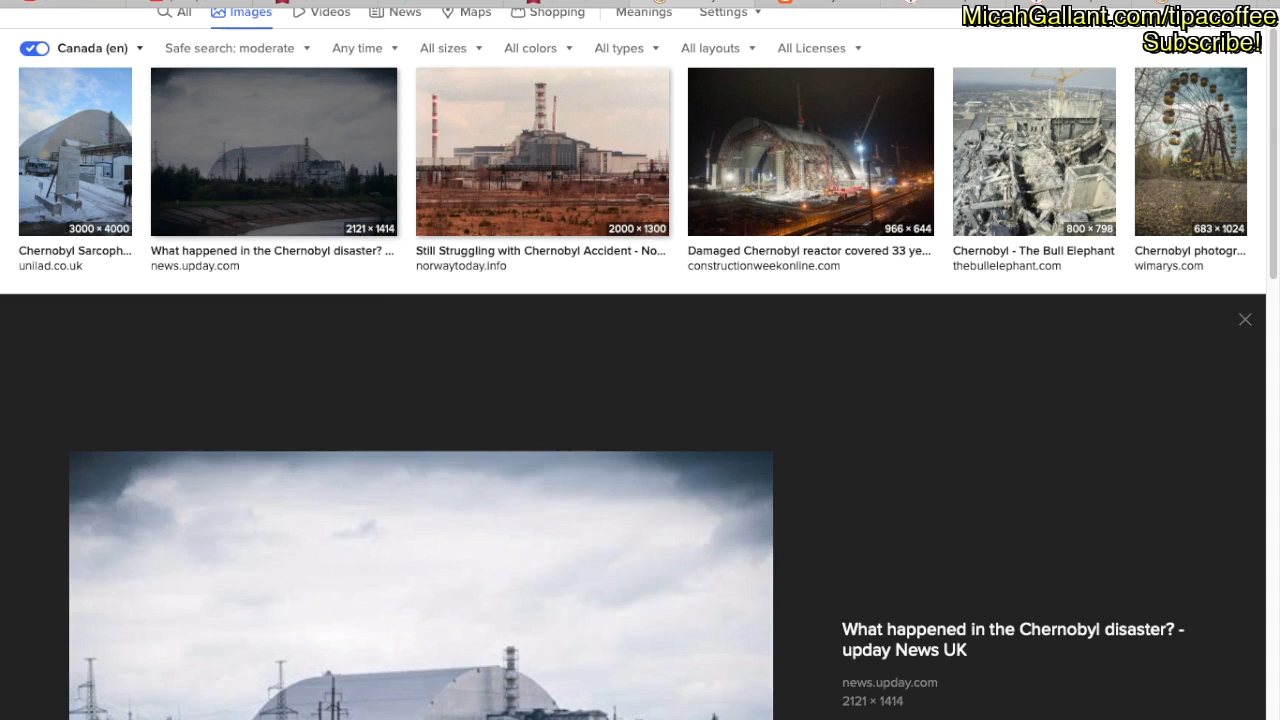 All Images Videos News Maps Shopping Meanings Settings
MicahGallant.com/tipacoffee
Subscribe!
Canada (en) Safe search: moderate Any time All sizes All colors All types All layouts All Licenses
3000 × 4000 2121 × 1414 2000 × 1300 966 × 644 800 × 798 683 × 1024
Chernobyl Sarcoph... What happened in the Chernobyl disaster? ... Still Struggling with Chernobyl Accident - No... Damaged Chernobyl reactor covered 33 ye... Chernobyl - The Bull Elephant Chernobyl photogr...
unilad.co.uk news.upday.com norwaytoday.info constructionweekonline.com thebullelephant.com wimarys.com
What happened in the Chernobyl disaster? -
upday News UK
news.upday.com
2121 × 1414